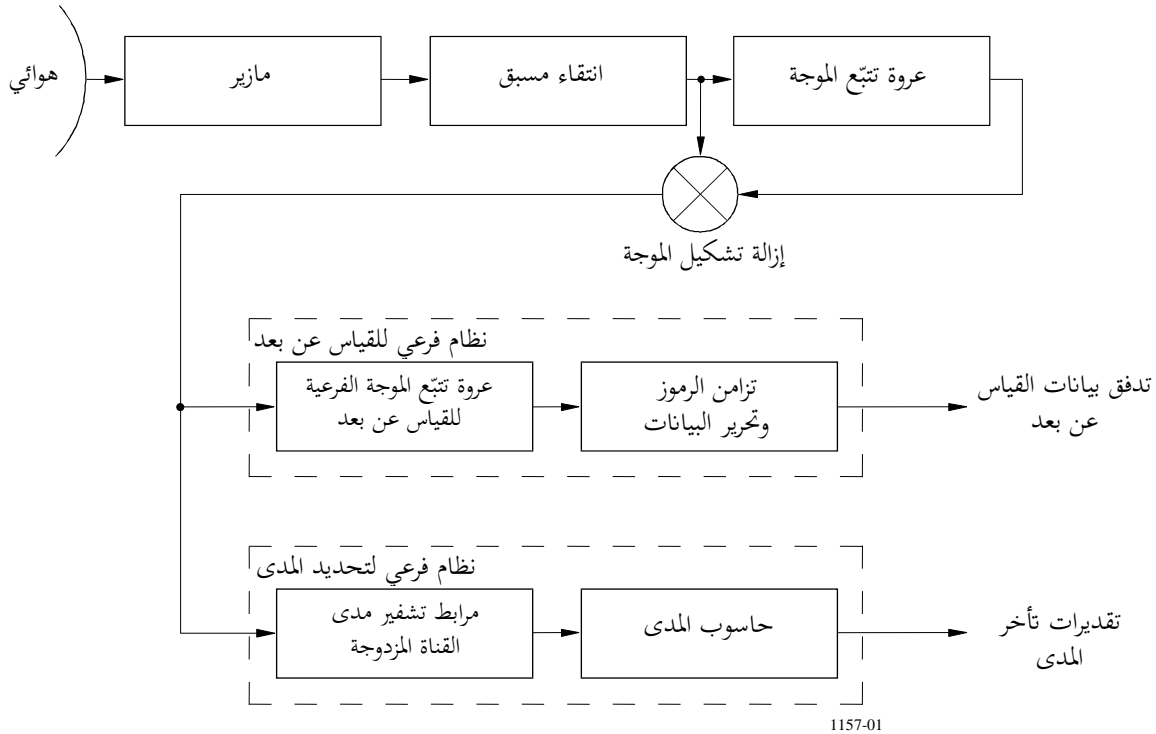 هوائي
مازير
انتقاء مسبق
عروة تتبّع الموجة
إزالة تشكيل الموجة
نظام فرعي للقياس عن بعد
عروة تتبّع الموجة الفرعية
للقياس عن بعد
تزامن الرموز
وتحرير البيانات
تدفق بيانات القياس
عن بعد
نظام فرعي لتحديد المدى
مرابط تشفير مدى
القناة المزدوجة
حاسوب المدى
تقديرات تأخر
المدى
1157-01